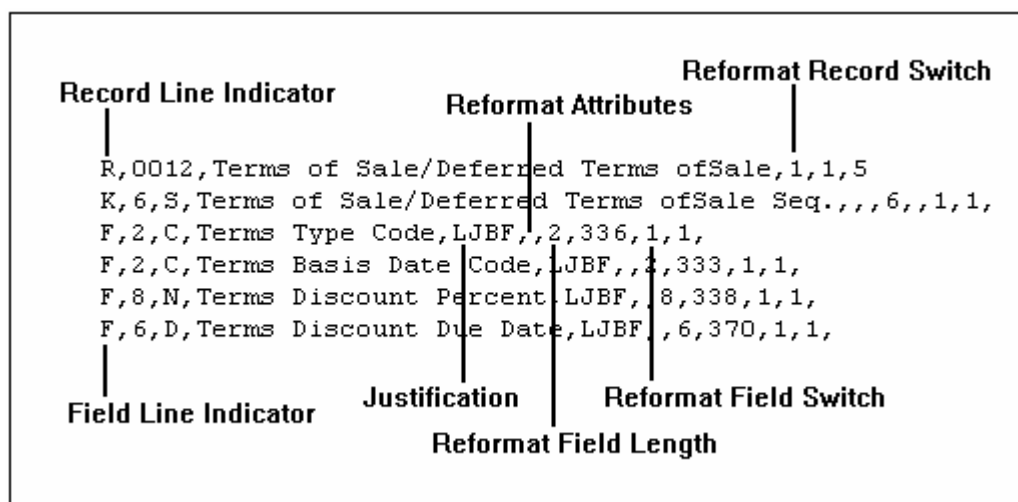 Reformat Record Switch
Record Line Indicator
Reformat Attributes
R,0012,Terms of Sale/Deferred Terms ofSale,1,1,5
K,6,S,Terms of Sale/Deferred Terms ofSale Seq.,,,6,,1,1,
F,2,C,Terms Type Code,LJBF,,2,336,1,1,
F,2,C,Terms Basis Date Code,LJBF,,2,333,1,1,
F,8,N,Terms Discount Percent,LJBF,,8,338,1,1,
F,6,D,Terms Discount Due Date,LJBF,,6,370,1,1,
Justification
Reformat Field Switch
Field Line Indicator
Reformat Field Length